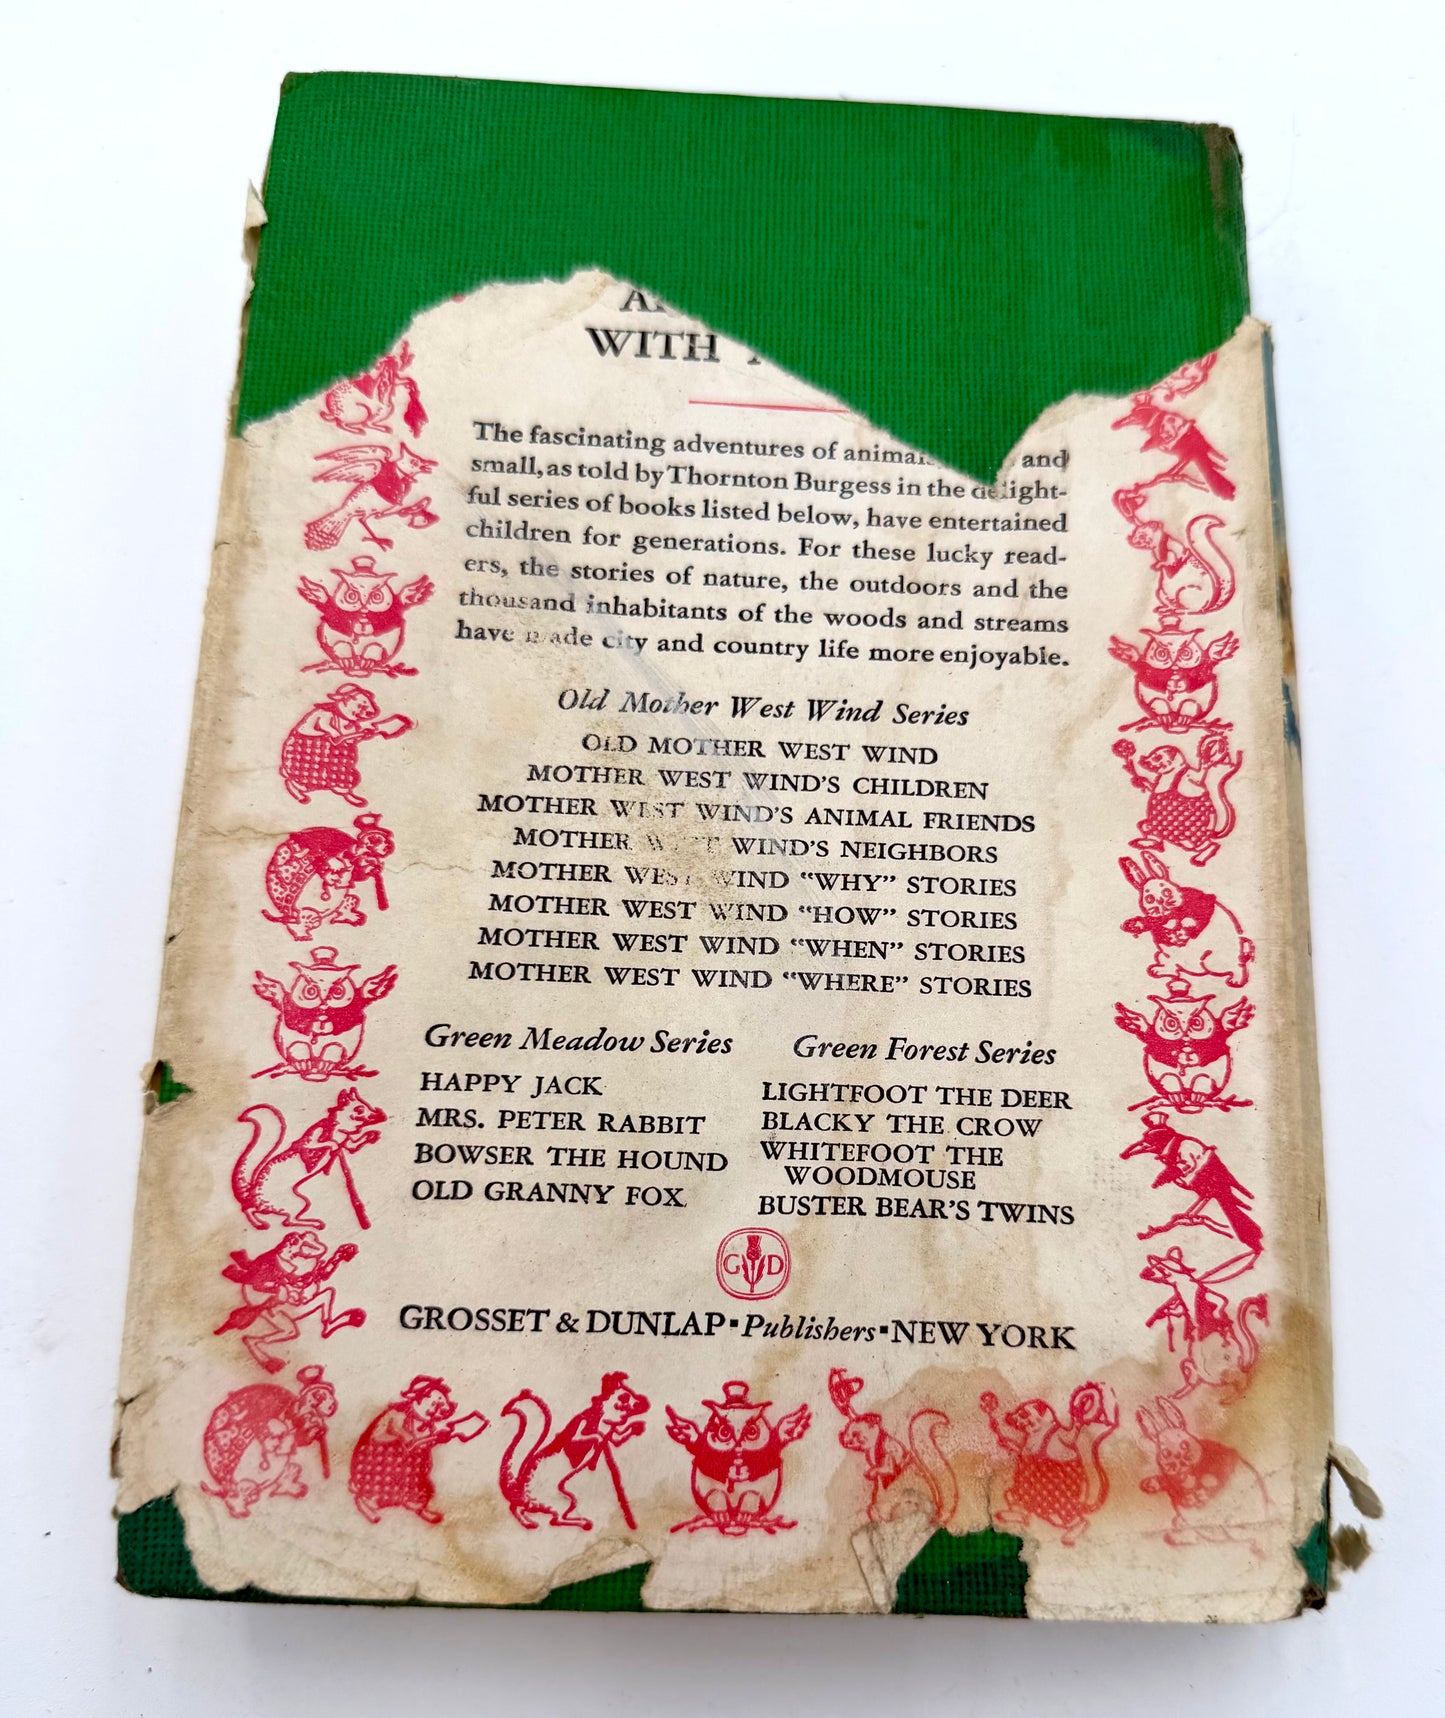 WITH
The fascinating adventures of and
small, as told by Thornton Burgess in the delight-
ful series of books listed below, have entertained
children for generations. For these lucky read-
ers, the stories of nature, the outdoors and the
thousand inhabitants of the woods and streams
have made city and country life more enjoyable.
Old Mother West Wind Series
OLD MOTHER WEST WIND
MOTHER WEST WIND'S CHILDREN
MOTHER WEST WIND'S ANIMAL FRIENDS
MOTHER WEST WIND'S NEIGHBORS
MOTHER WEST WIND "WHY" STORIES
MOTHER WEST WIND "HOW" STORIES
MOTHER WEST WIND "WHEN" STORIES
MOTHER WEST WIND "WHERE" STORIES
Green Meadow Series
HAPPY JACK
MRS. PETER RABBIT
BOWSER THE HOUND
OLD GRANNY FOX
Green Forest Series
LIGHTFOOT THE DEER
BLACKY THE CROW
WHITEFOOT THE
WOODMOUSE
BUSTER BEAR'S TWINS
G D
GROSSET & DUNLAP▪Publishers▪NEW YORK